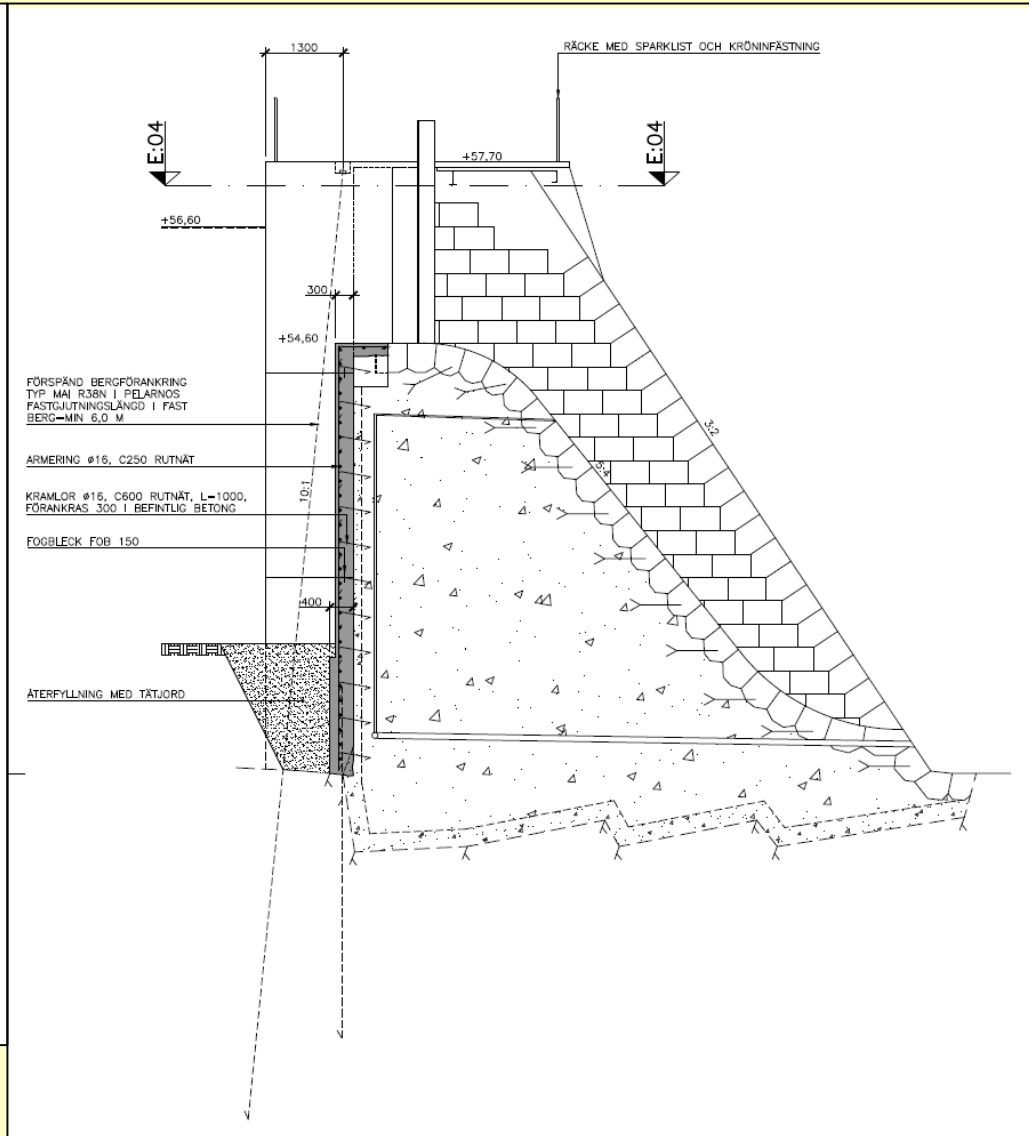 1300
RÄCKE MED SPARKLIST OCH KRÖNINFÄSTNING
E:04
E:04
+57,70
+56,60
300
+54,60
FÖRSPÄND BERGFÖRANKRING
TYP MAI R38N I PELARNOS
FASTGJUTNINGSLÄNGD I FAST
BERG-MIN 6,0 M
3:2
ARMERING ø16, C250 RUTNÄT
5:4
10:1
KRAMLOR ø16, C600 RUTNÄT, L-1000,
FÖRANKRAS 300 I BEFINTLIG BETONG
FOGBLECK FOB 150
400
ÅTERFYLLNING MED TÄTJORD